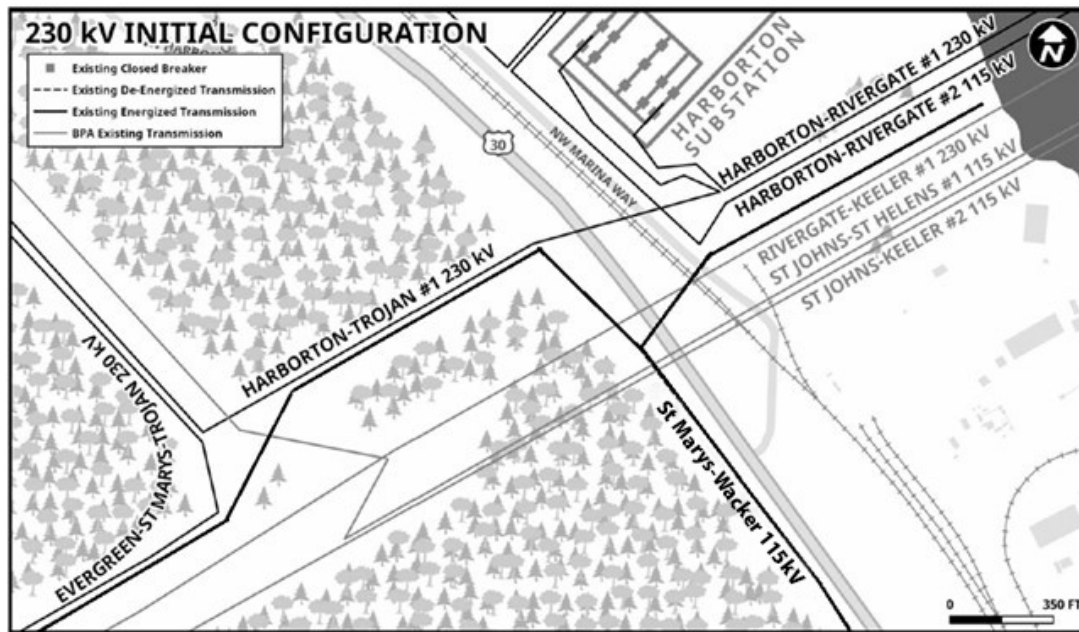 230 kV INITIAL CONFIGURATION
Existing Closed Breaker
Existing De-Energized Transmission
Existing Energized Transmission
BPA Existing Transmission
N
HARBORTON
SUBSTATION
HARBORTON-RIVERGATE #1 230 kV
HARBORTON-RIVERGATE #2 115 kV
30
NW MARINA WAY
RIVERGATE-KEELER #1 230 kV
ST JOHNS-ST HELENS #1 115 kV
ST JOHNS-KEELER #2 115 kV
HARBORTON-TROJAN #1 230 kV
EVERGREEN-ST MARYS-TROJAN 230 kV
St Marys-Wacker 115kV
0 350 FT